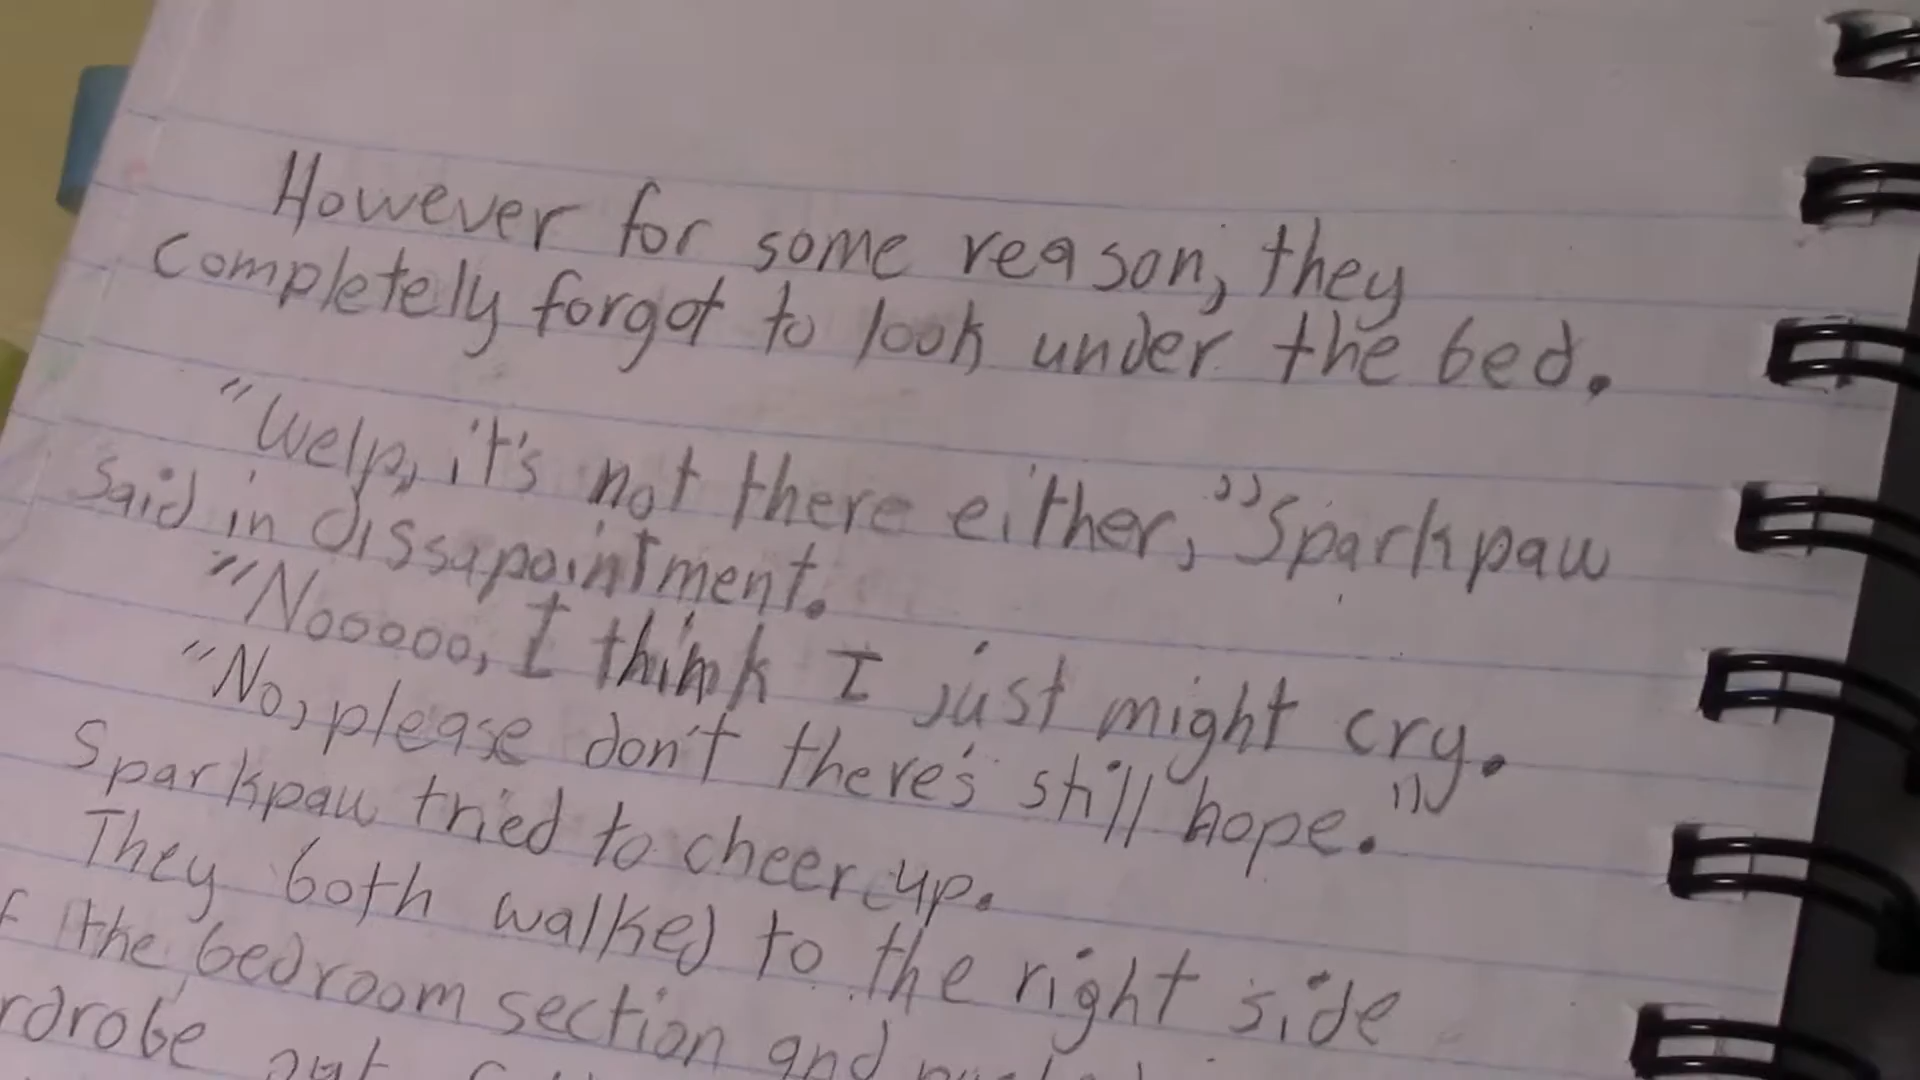 However for some reason, they
completely forgot to look under the bed.
"Welp, it's not there either," Sparkpaw
said in dissapointment.
"Nooooo, I think I just might cry.
"No, please don't there's still hope."
Sparkpaw tried to cheer up.
They both walked to the right side
the bedroom section and